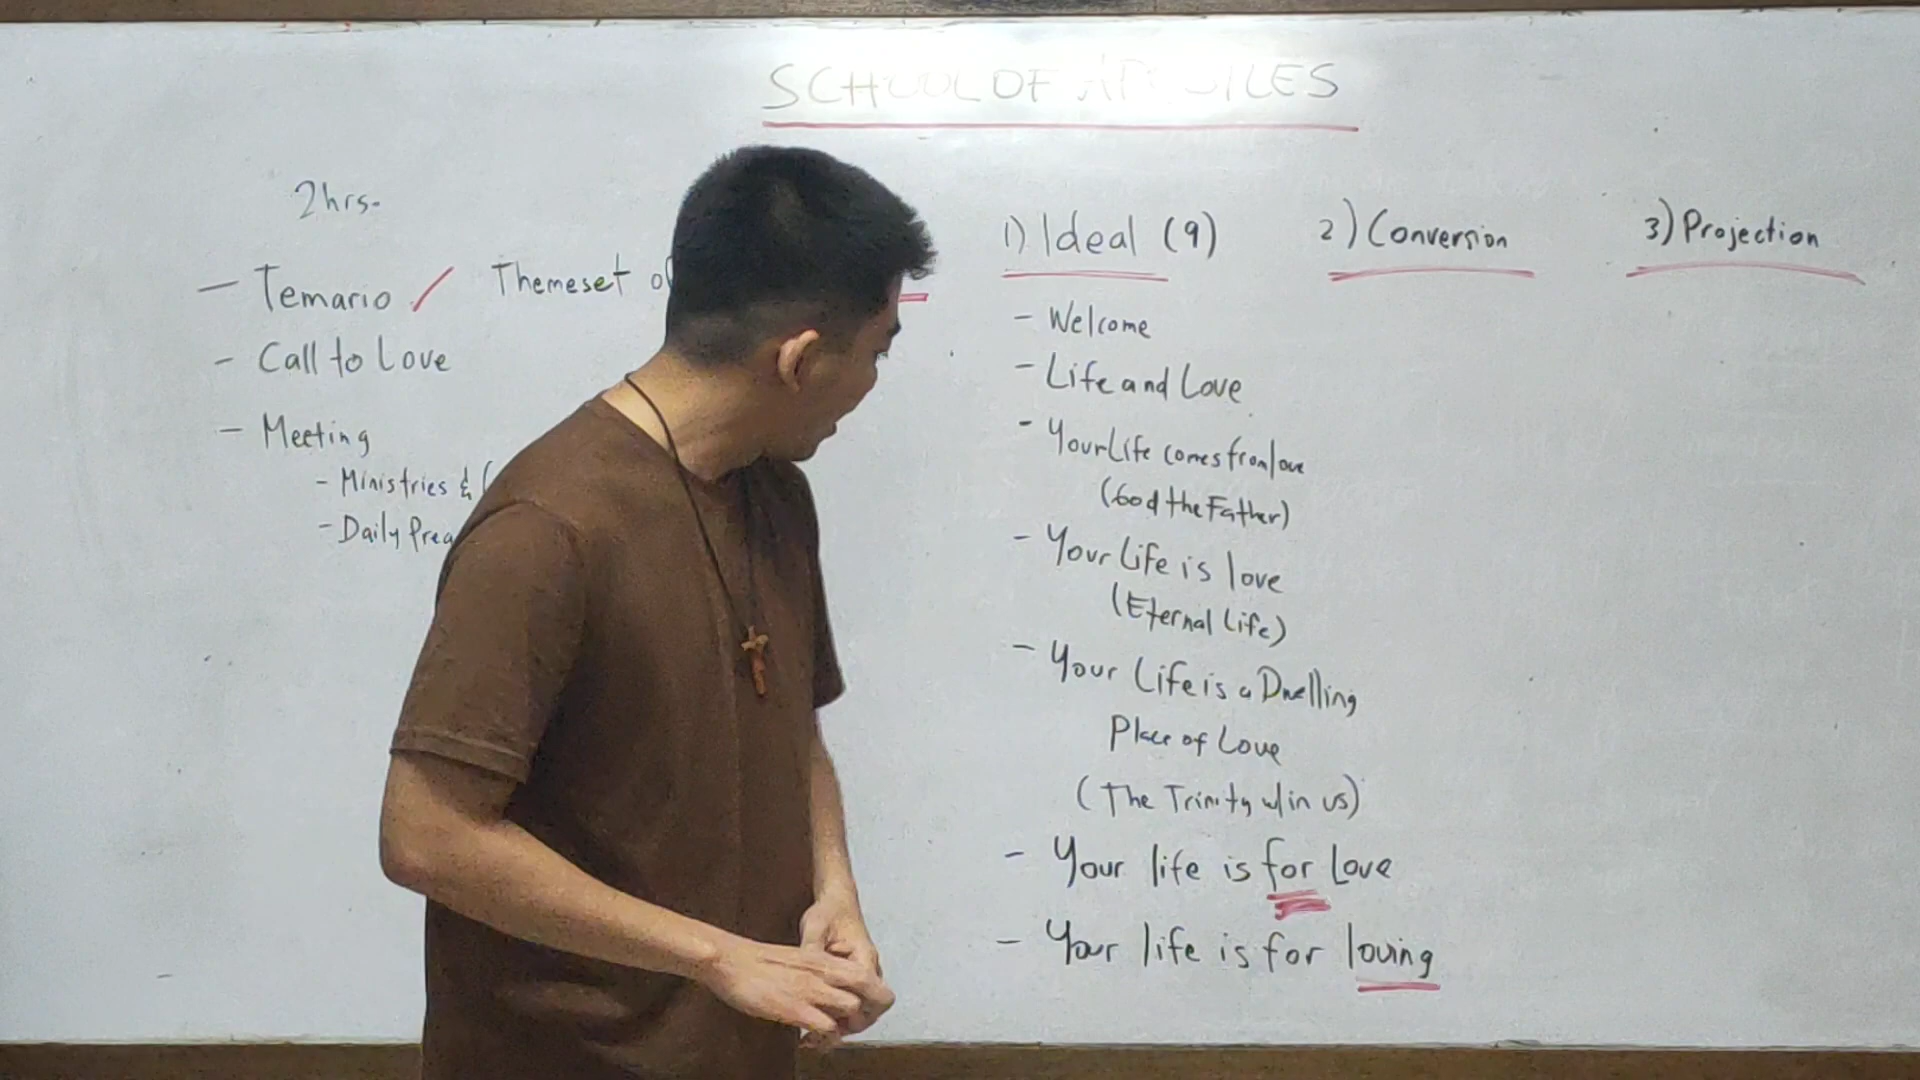 SCHOOL OF APOSTLES
2hrs.
- Temario
- Call to Love
- Meeting
- Ministries &
- Daily
Themeset
1) Ideal (9)
- Welcome
- Life and Love
- Your Life comes from love
(God the Father)
- Your Life is love
(Eternal Life)
- Your Life is a Dwelling
Place of Love
(The Trinity w/in us)
- Your life is for Love
- Your life is for loving
2) Conversion
3) Projection